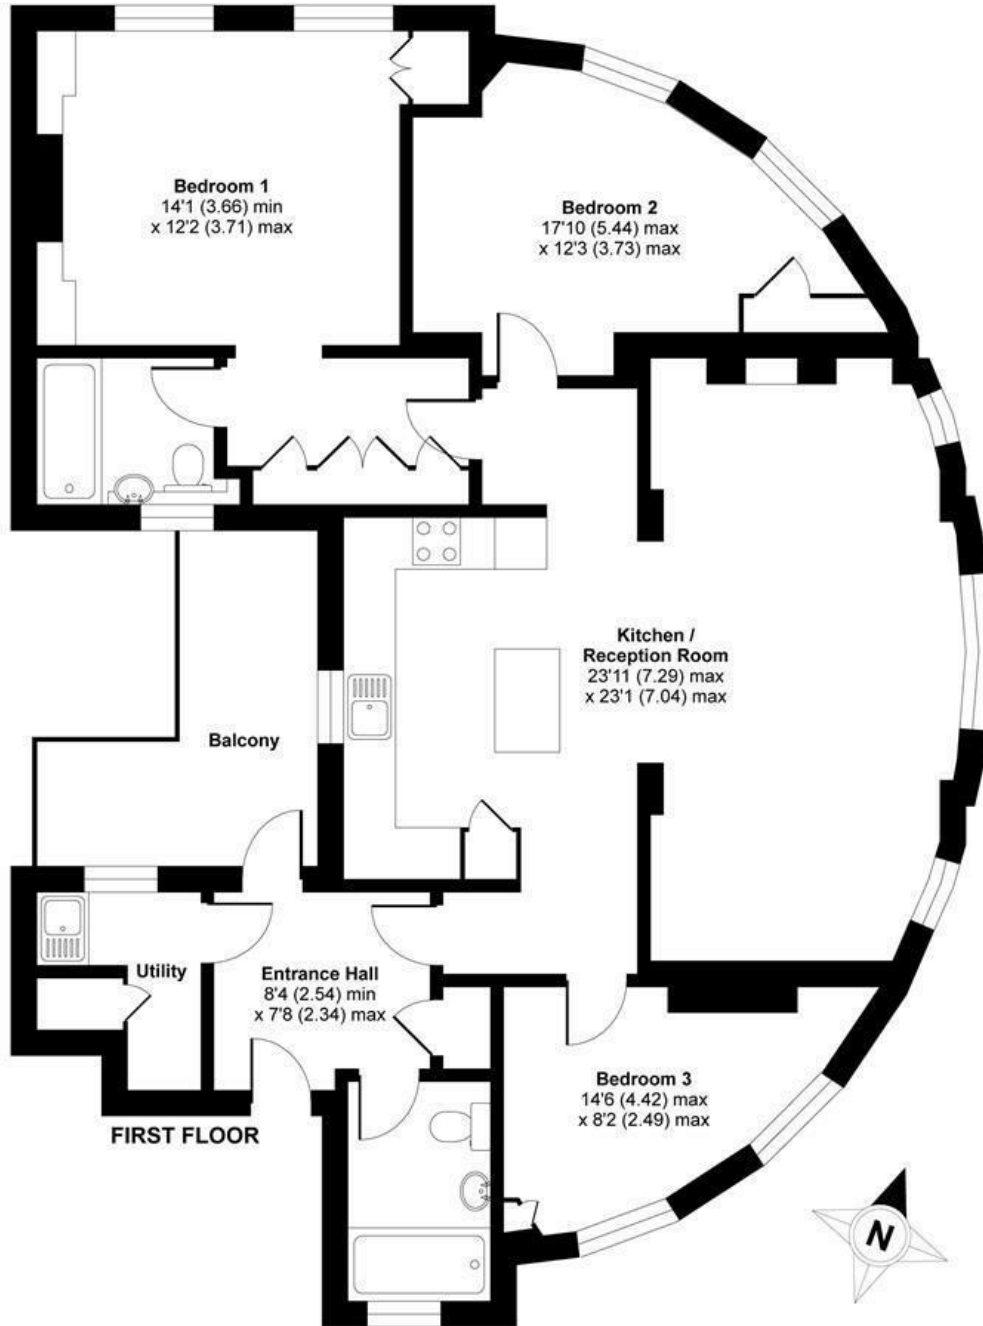 Bedroom 1
14'1 (3.66) min
x 12'2 (3.71) max
Bedroom 2
17'10 (5.44) max
x 12'3 (3.73) max
Kitchen /
Reception Room
23'11 (7.29) max
x 23'1 (7.04) max
Balcony
Utility
Entrance Hall
8'4 (2.54) min
x 7'8 (2.34) max
Bedroom 3
14'6 (4.42) max
x 8'2 (2.49) max
FIRST FLOOR
N